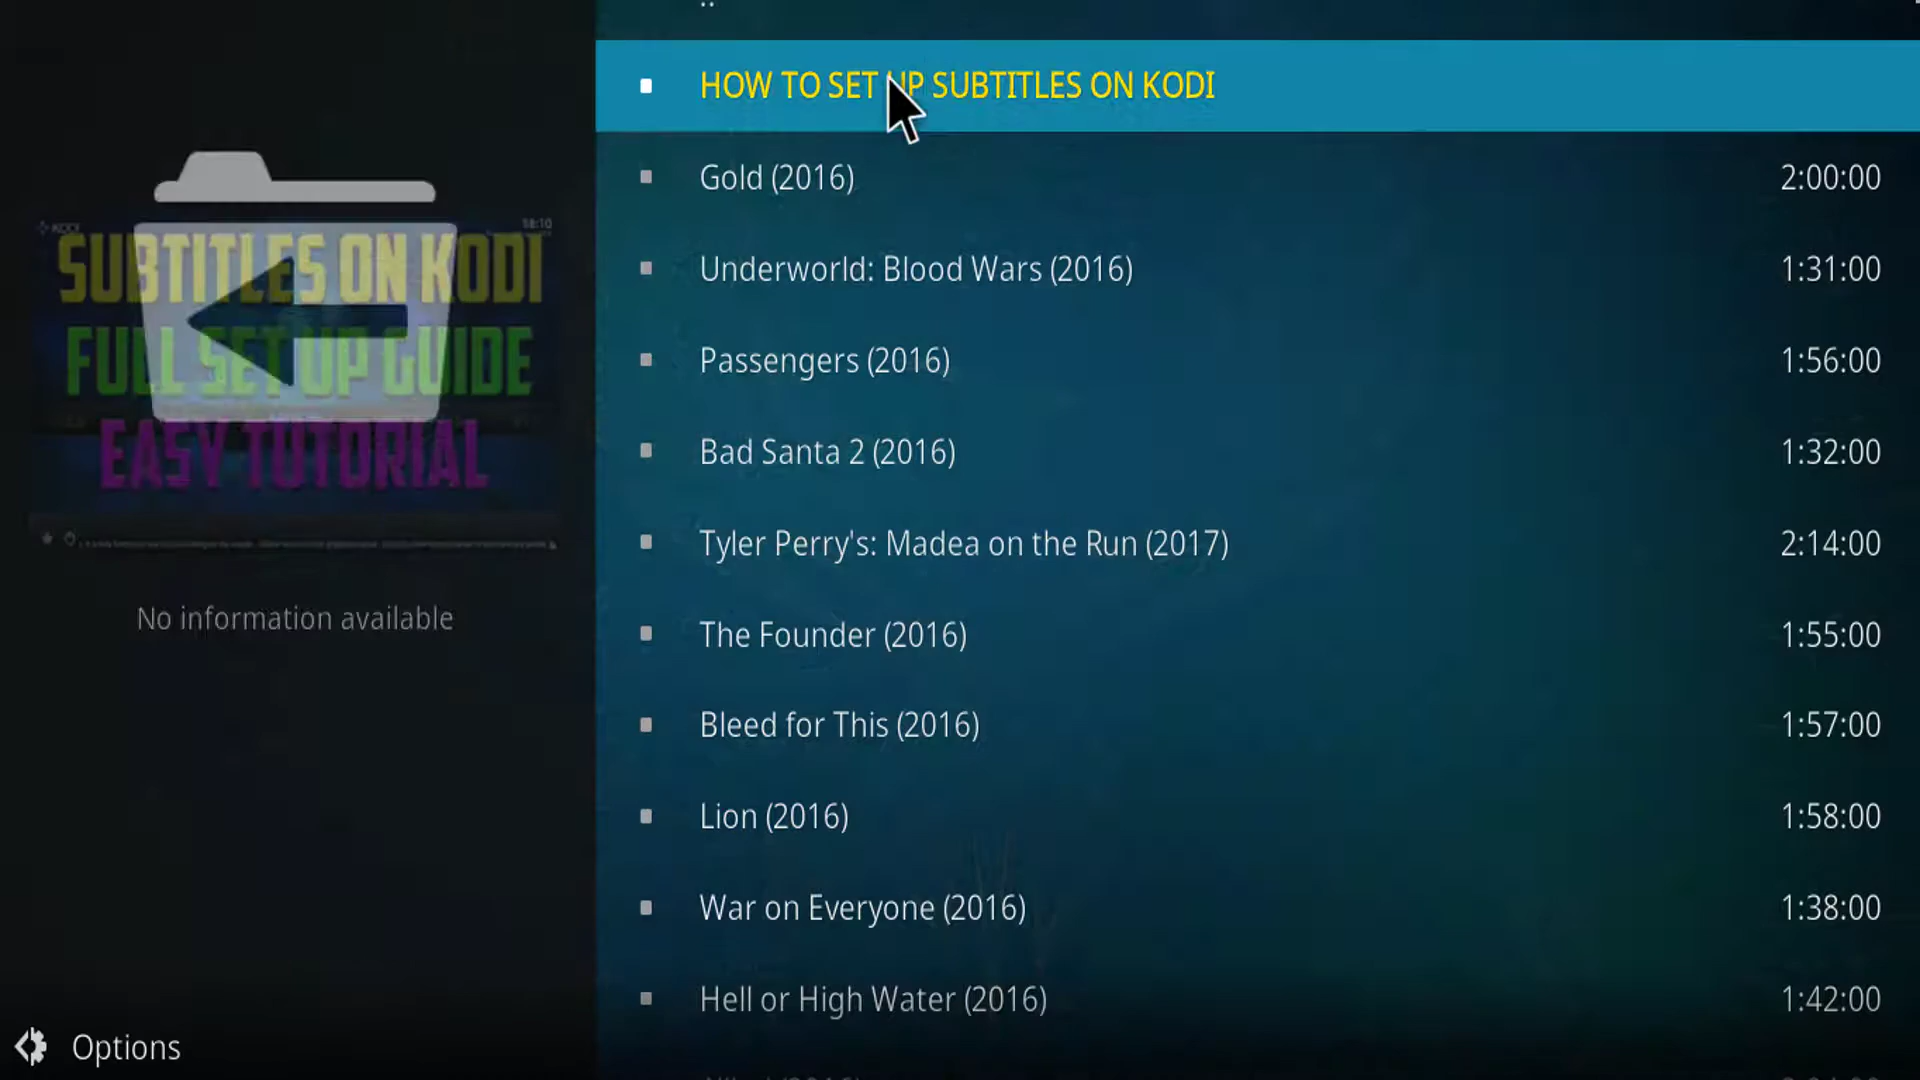 ..
HOW TO SET UP SUBTITLES ON KODI
Gold (2016) 2:00:00
Underworld: Blood Wars (2016) 1:31:00
Passengers (2016) 1:56:00
Bad Santa 2 (2016) 1:32:00
Tyler Perry's: Madea on the Run (2017) 2:14:00
The Founder (2016) 1:55:00
Bleed for This (2016) 1:57:00
Lion (2016) 1:58:00
War on Everyone (2016) 1:38:00
Hell or High Water (2016) 1:42:00
KODI 18:10
SUBTITLES ON KODI
FULL SET UP GUIDE
EASY TUTORIAL
No information available
Options